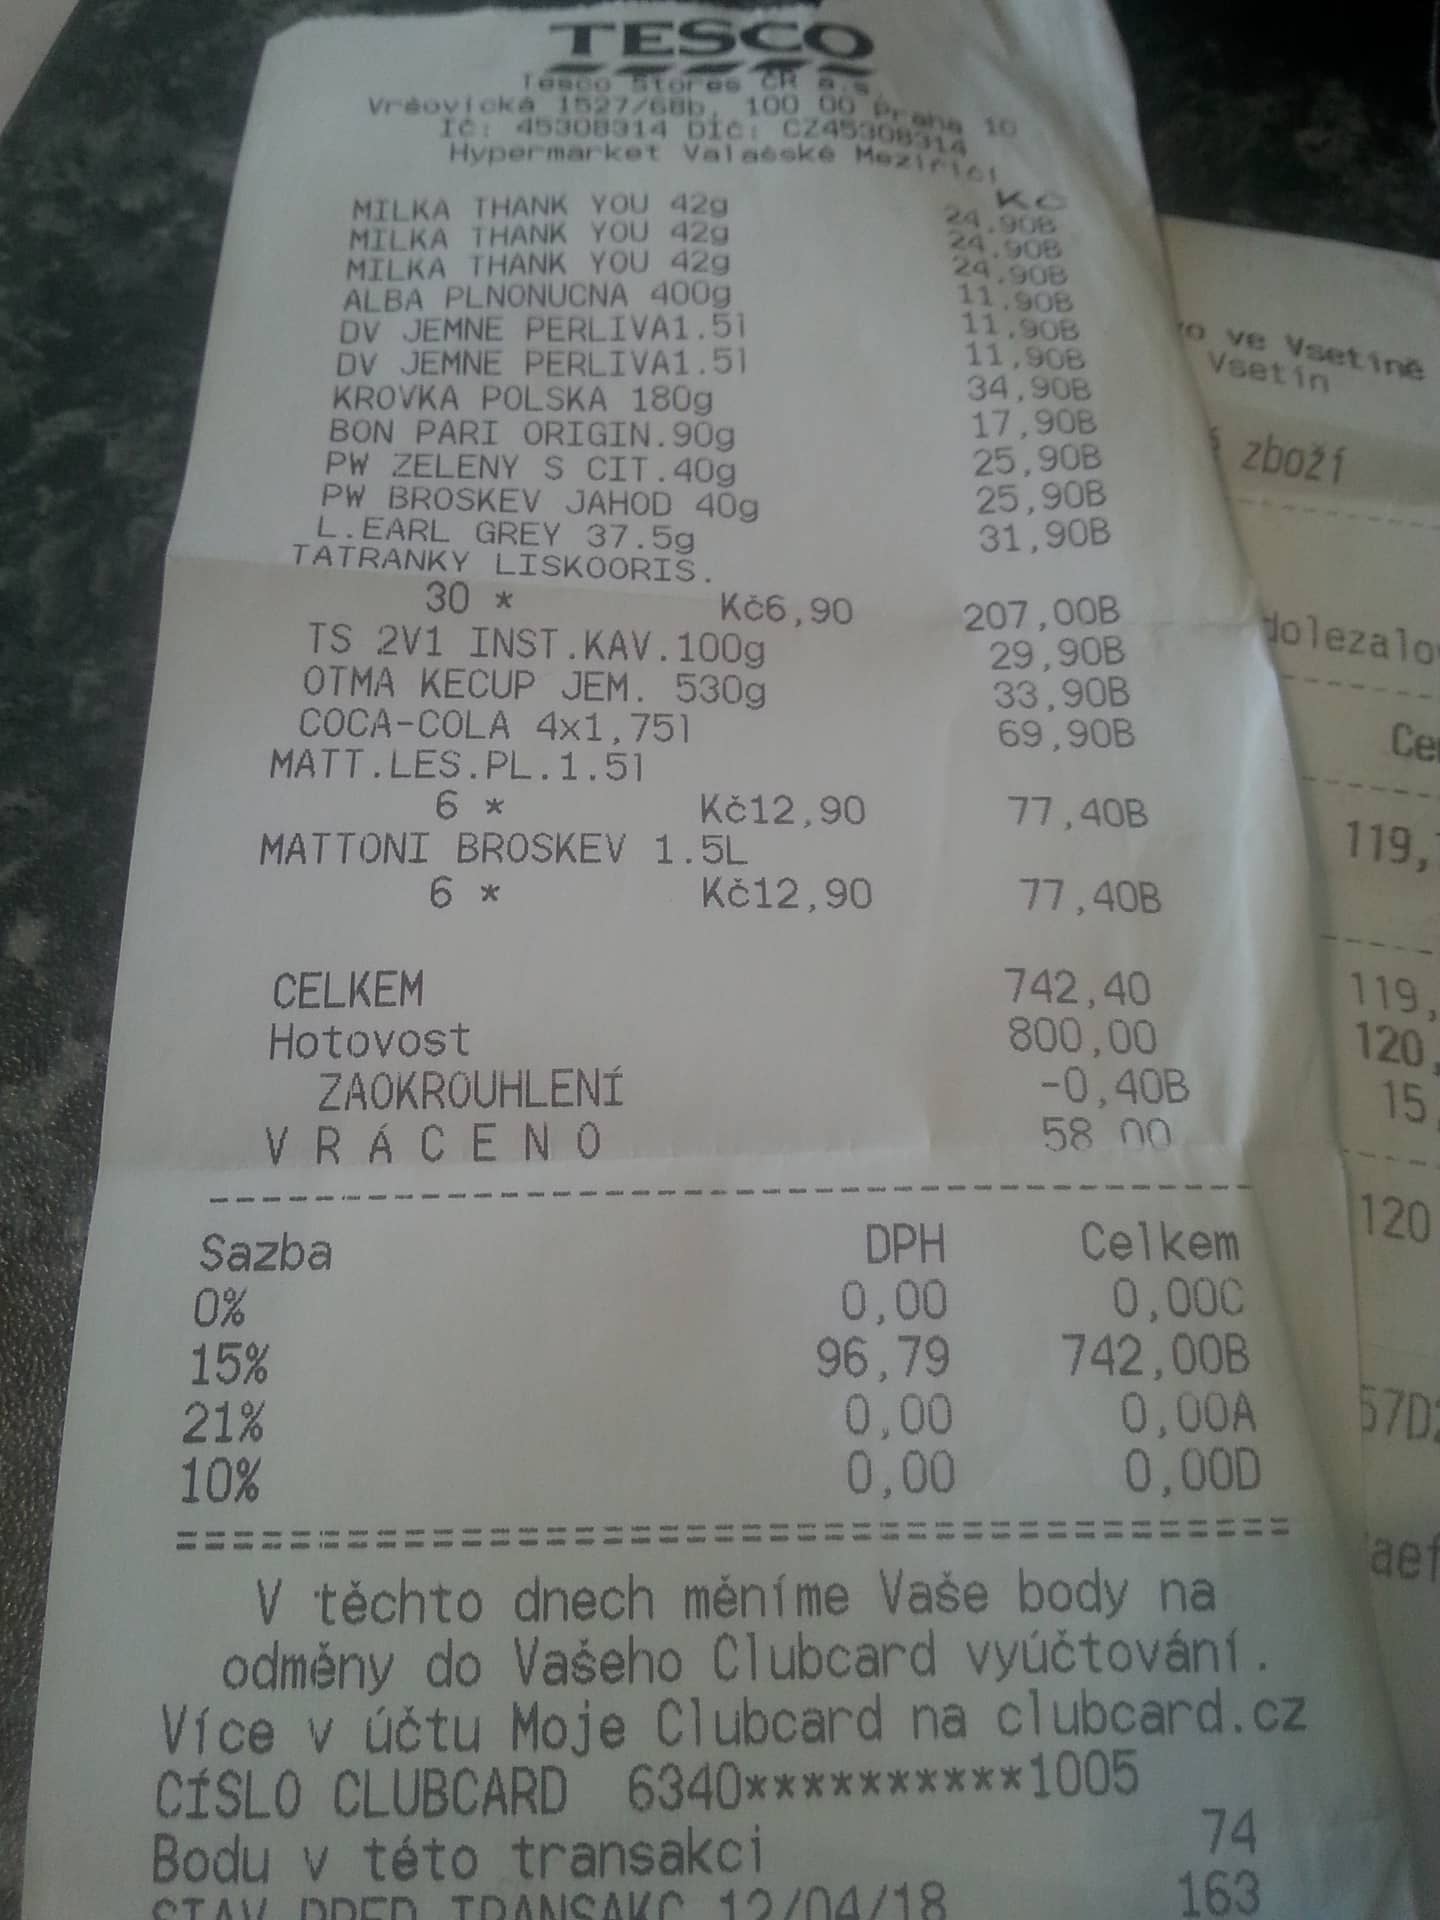 TESCO
Tesco Stores ČR a.s.
Vršovická 1527/68b, 100 00 Praha 10
IČ: 45308314 DIČ: CZ45308314
Hypermarket Valašské Meziříčí
Kč
MILKA THANK YOU 42g 24.90B
MILKA THANK YOU 42g 24.90B
MILKA THANK YOU 42g 24.90B
ALBA PLNONUCNA 400g 11.90B
DV JEMNE PERLIVA1.5l 11.90B
DV JEMNE PERLIVA1.5l 11,90B
KROVKA POLSKA 180g 34,90B
BON PARI ORIGIN.90g 17,90B
PW ZELENY S CIT.40g 25,90B
PW BROSKEV JAHOD 40g 25,90B
L.EARL GREY 37.5g 31,90B
TATRANKY LISKOORIS.
30 * Kč6,90 207,00B
TS 2V1 INST.KAV.100g 29,90B
OTMA KECUP JEM. 530g 33,90B
COCA-COLA 4x1,75l 69,90B
MATT.LES.PL.1.5l
6 * Kč12,90 77,40B
MATTONI BROSKEV 1.5L
6 * Kč12,90 77,40B
CELKEM 742,40
Hotovost 800,00
ZAOKROUHLENÍ -0,40B
V R Á C E N O 58 00
Sazba DPH Celkem
0% 0,00 0,00C
15% 96,79 742,00B
21% 0,00 0,00A
10% 0,00 0,00D
V těchto dnech měníme Vaše body na
odměny do Vašeho Clubcard vyúčtování.
Více v účtu Moje Clubcard na clubcard.cz
CÍSLO CLUBCARD 6340**********1005
Bodu v této transakci 74
STAV PRED TRANSAKC 12/04/18 163
ve Vsetíně
Vsetín
zboží
dolezalo
Ce
119,
119,
120,
15,
120
57D
aef